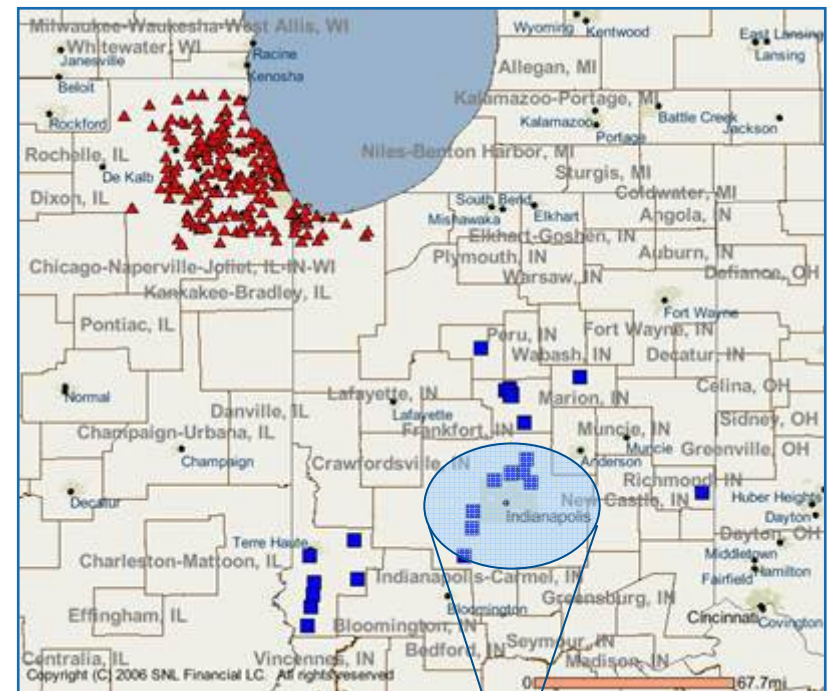 Milwaukee-Waukesha-West Allis, WI
Wyoming
Kentwood
East Lansing
Whitewater, WI
Racine
Lansing
Janesville
Kenosha
Allegan, MI
Beloit
Kalamazoo-Portage, MI
Rockford
Kalamazoo
Battle Creek
Jackson
Portage
Rochelle, IL
Niles-Benton Harbor, MI
De Kalb
Sturgis, MI
Dixon, IL
South Bend
Coldwater, MI
Mishawaka
Elkhart
Angola, IN
Elkhart-Goshen, IN
Plymouth, IN
Auburn, IN
Chicago-Naperville-Joliet, IL-IN-WI
Warsaw, IN
Defiance, OH
Kankakee-Bradley, IL
Fort Wayne
Pontiac, IL
Peru, IN
Fort Wayne, IN
Wabash, IN
Decatur, IN
Normal
Lafayette, IN
Marion, IN
Celina, OH
Danville, IL
Lafayette
Sidney, OH
Champaign-Urbana, IL
Frankfort, IN
Muncie, IN
Muncie
Greenville, OH
Champaign
Crawfordsville, IN
Anderson
Richmond, IN
Decatur
New Castle, IN
Huber Heights
Indianapolis
Dayton
Terre Haute
Dayton, OH
Charleston-Mattoon, IL
Middletown
Indianapolis-Carmel, IN
Fairfield
Hamilton
Effingham, IL
Bloomington
Greensburg, IN
Cincinnati
Covington
Bloomington, IN
Seymour, IN
Centralia, IL
Vincennes, IN
Bedford, IN
Madison, IN
Copyright (C) 2006 SNL Financial LC. All rights reserved
0
67.7mi